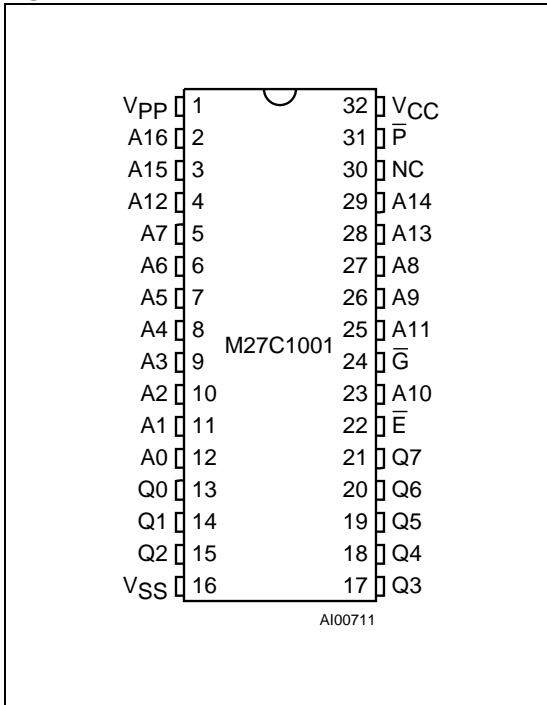 VPP 1 32 VCC
A16 2 31 P̅
A15 3 30 NC
A12 4 29 A14
A7 5 28 A13
A6 6 27 A8
A5 7 26 A9
A4 8 25 A11
M27C1001
A3 9 24 G̅
A2 10 23 A10
A1 11 22 E̅
A0 12 21 Q7
Q0 13 20 Q6
Q1 14 19 Q5
Q2 15 18 Q4
VSS 16 17 Q3
AI00711